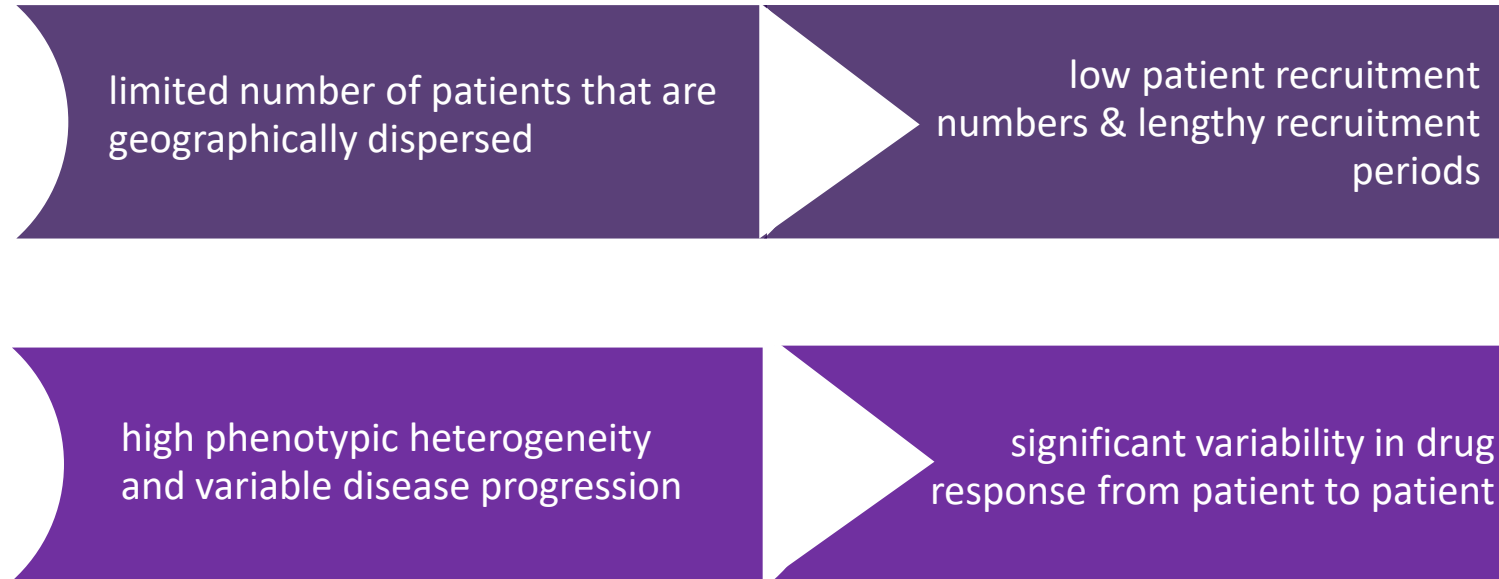 limited number of patients that are
geographically dispersed
low patient recruitment
numbers & lengthy recruitment
periods
high phenotypic heterogeneity
and variable disease progression
significant variability in drug
response from patient to patient